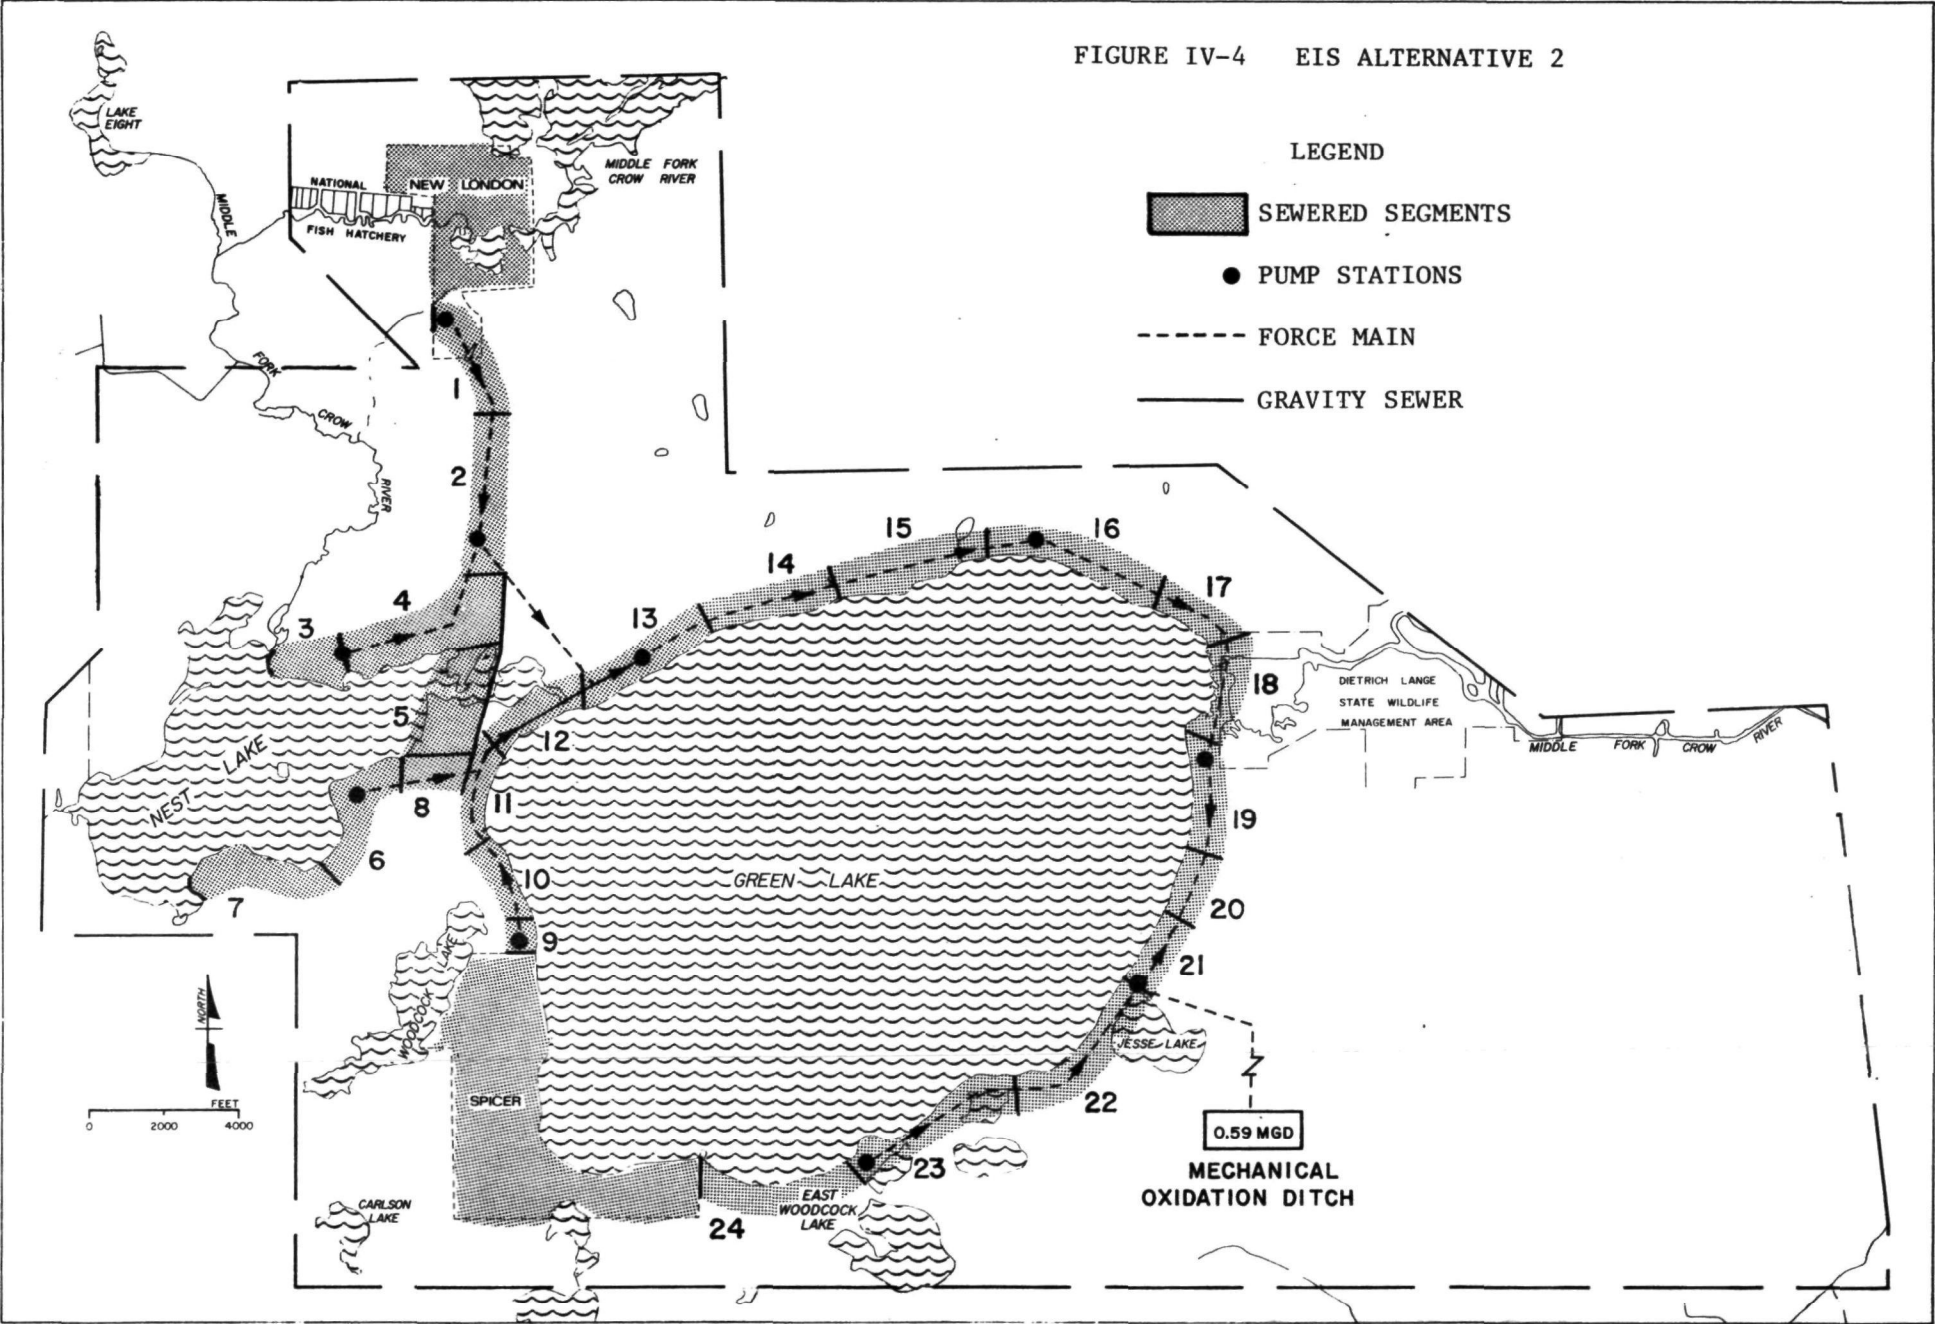 FIGURE IV-4 EIS ALTERNATIVE 2
LEGEND
SEWERED SEGMENTS
PUMP STATIONS
FORCE MAIN
GRAVITY SEWER
LAKE
EIGHT
MIDDLE
NATIONAL
FISH HATCHERY
NEW LONDON
MIDDLE FORK
CROW RIVER
FORK
CROW
RIVER
1
2
3
4
5
6
7
8
9
10
11
12
13
14
15
16
17
18
19
20
21
22
23
24
NEST LAKE
GREEN LAKE
DIETRICH LANGE
STATE WILDLIFE
MANAGEMENT AREA
MIDDLE FORK CROW RIVER
WOODCOCK LAKE
JESSE LAKE
SPICER
CARLSON
LAKE
EAST
WOODCOCK
LAKE
NORTH
FEET
0 2000 4000
0.59 MGD
MECHANICAL
OXIDATION DITCH